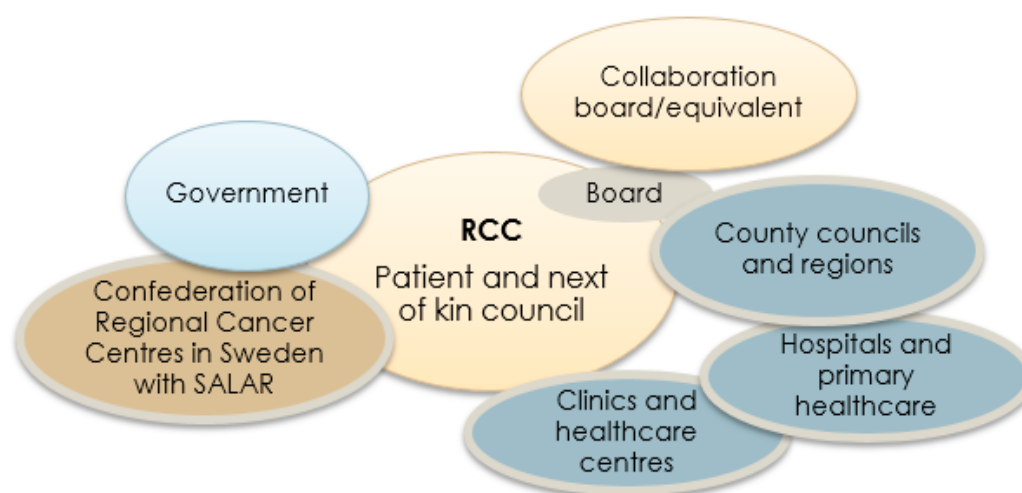 Collaboration
board/equivalent
Government
Board
RCC
Patient and next
of kin council
County councils
and regions
Confederation of
Regional Cancer
Centres in Sweden
with SALAR
Hospitals and
primary
healthcare
Clinics and
healthcare
centres